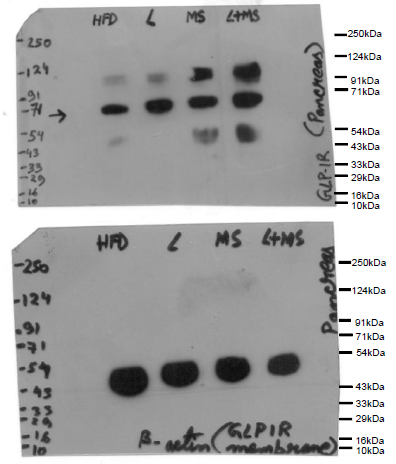 HFD L MS L+MS
250
124
91
71
54
43
33
29
16
10
GLP-1R (Pancreas)
250kDa
124kDa
91kDa
71kDa
54kDa
43kDa
33kDa
29kDa
16kDa
10kDa
HFD L MS L+MS
250
124
91
71
54
43
33
29
16
10
Pancreas
β-actin (GLP1R membrane)
250kDa
124kDa
91kDa
71kDa
54kDa
43kDa
33kDa
29kDa
16kDa
10kDa